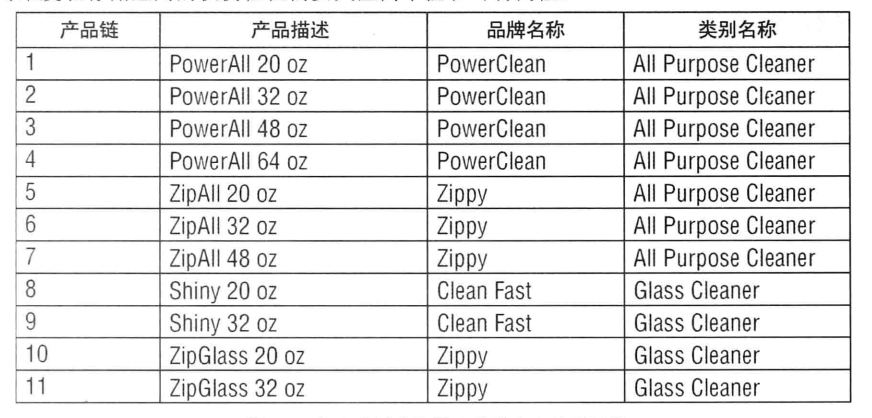 产品链 产品描述 品牌名称 类别名称
1 PowerAll 20 oz PowerClean All Purpose Cleaner
2 PowerAll 32 oz PowerClean All Purpose Cleaner
3 PowerAll 48 oz PowerClean All Purpose Cleaner
4 PowerAll 64 oz PowerClean All Purpose Cleaner
5 ZipAll 20 oz Zippy All Purpose Cleaner
6 ZipAll 32 oz Zippy All Purpose Cleaner
7 ZipAll 48 oz Zippy All Purpose Cleaner
8 Shiny 20 oz Clean Fast Glass Cleaner
9 Shiny 32 oz Clean Fast Glass Cleaner
10 ZipGlass 20 oz Zippy Glass Cleaner
11 ZipGlass 32 oz Zippy Glass Cleaner